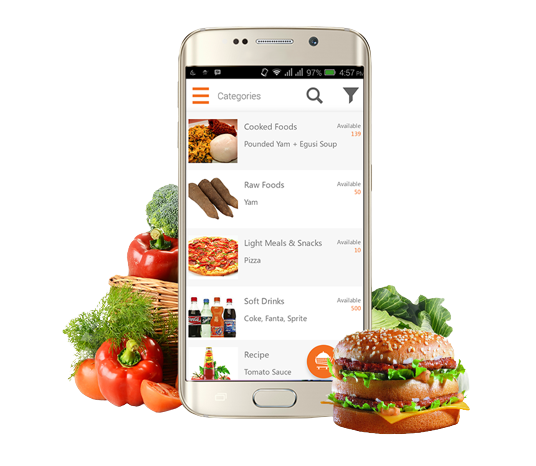 97% 4:57 PM
Categories
Cooked Foods
Available
139
Pounded Yam + Egusi Soup
Raw Foods
Available
50
Yam
Light Meals & Snacks
Available
10
Pizza
Soft Drinks
Available
500
Coke, Fanta, Sprite
Recipe
Tomato Sauce